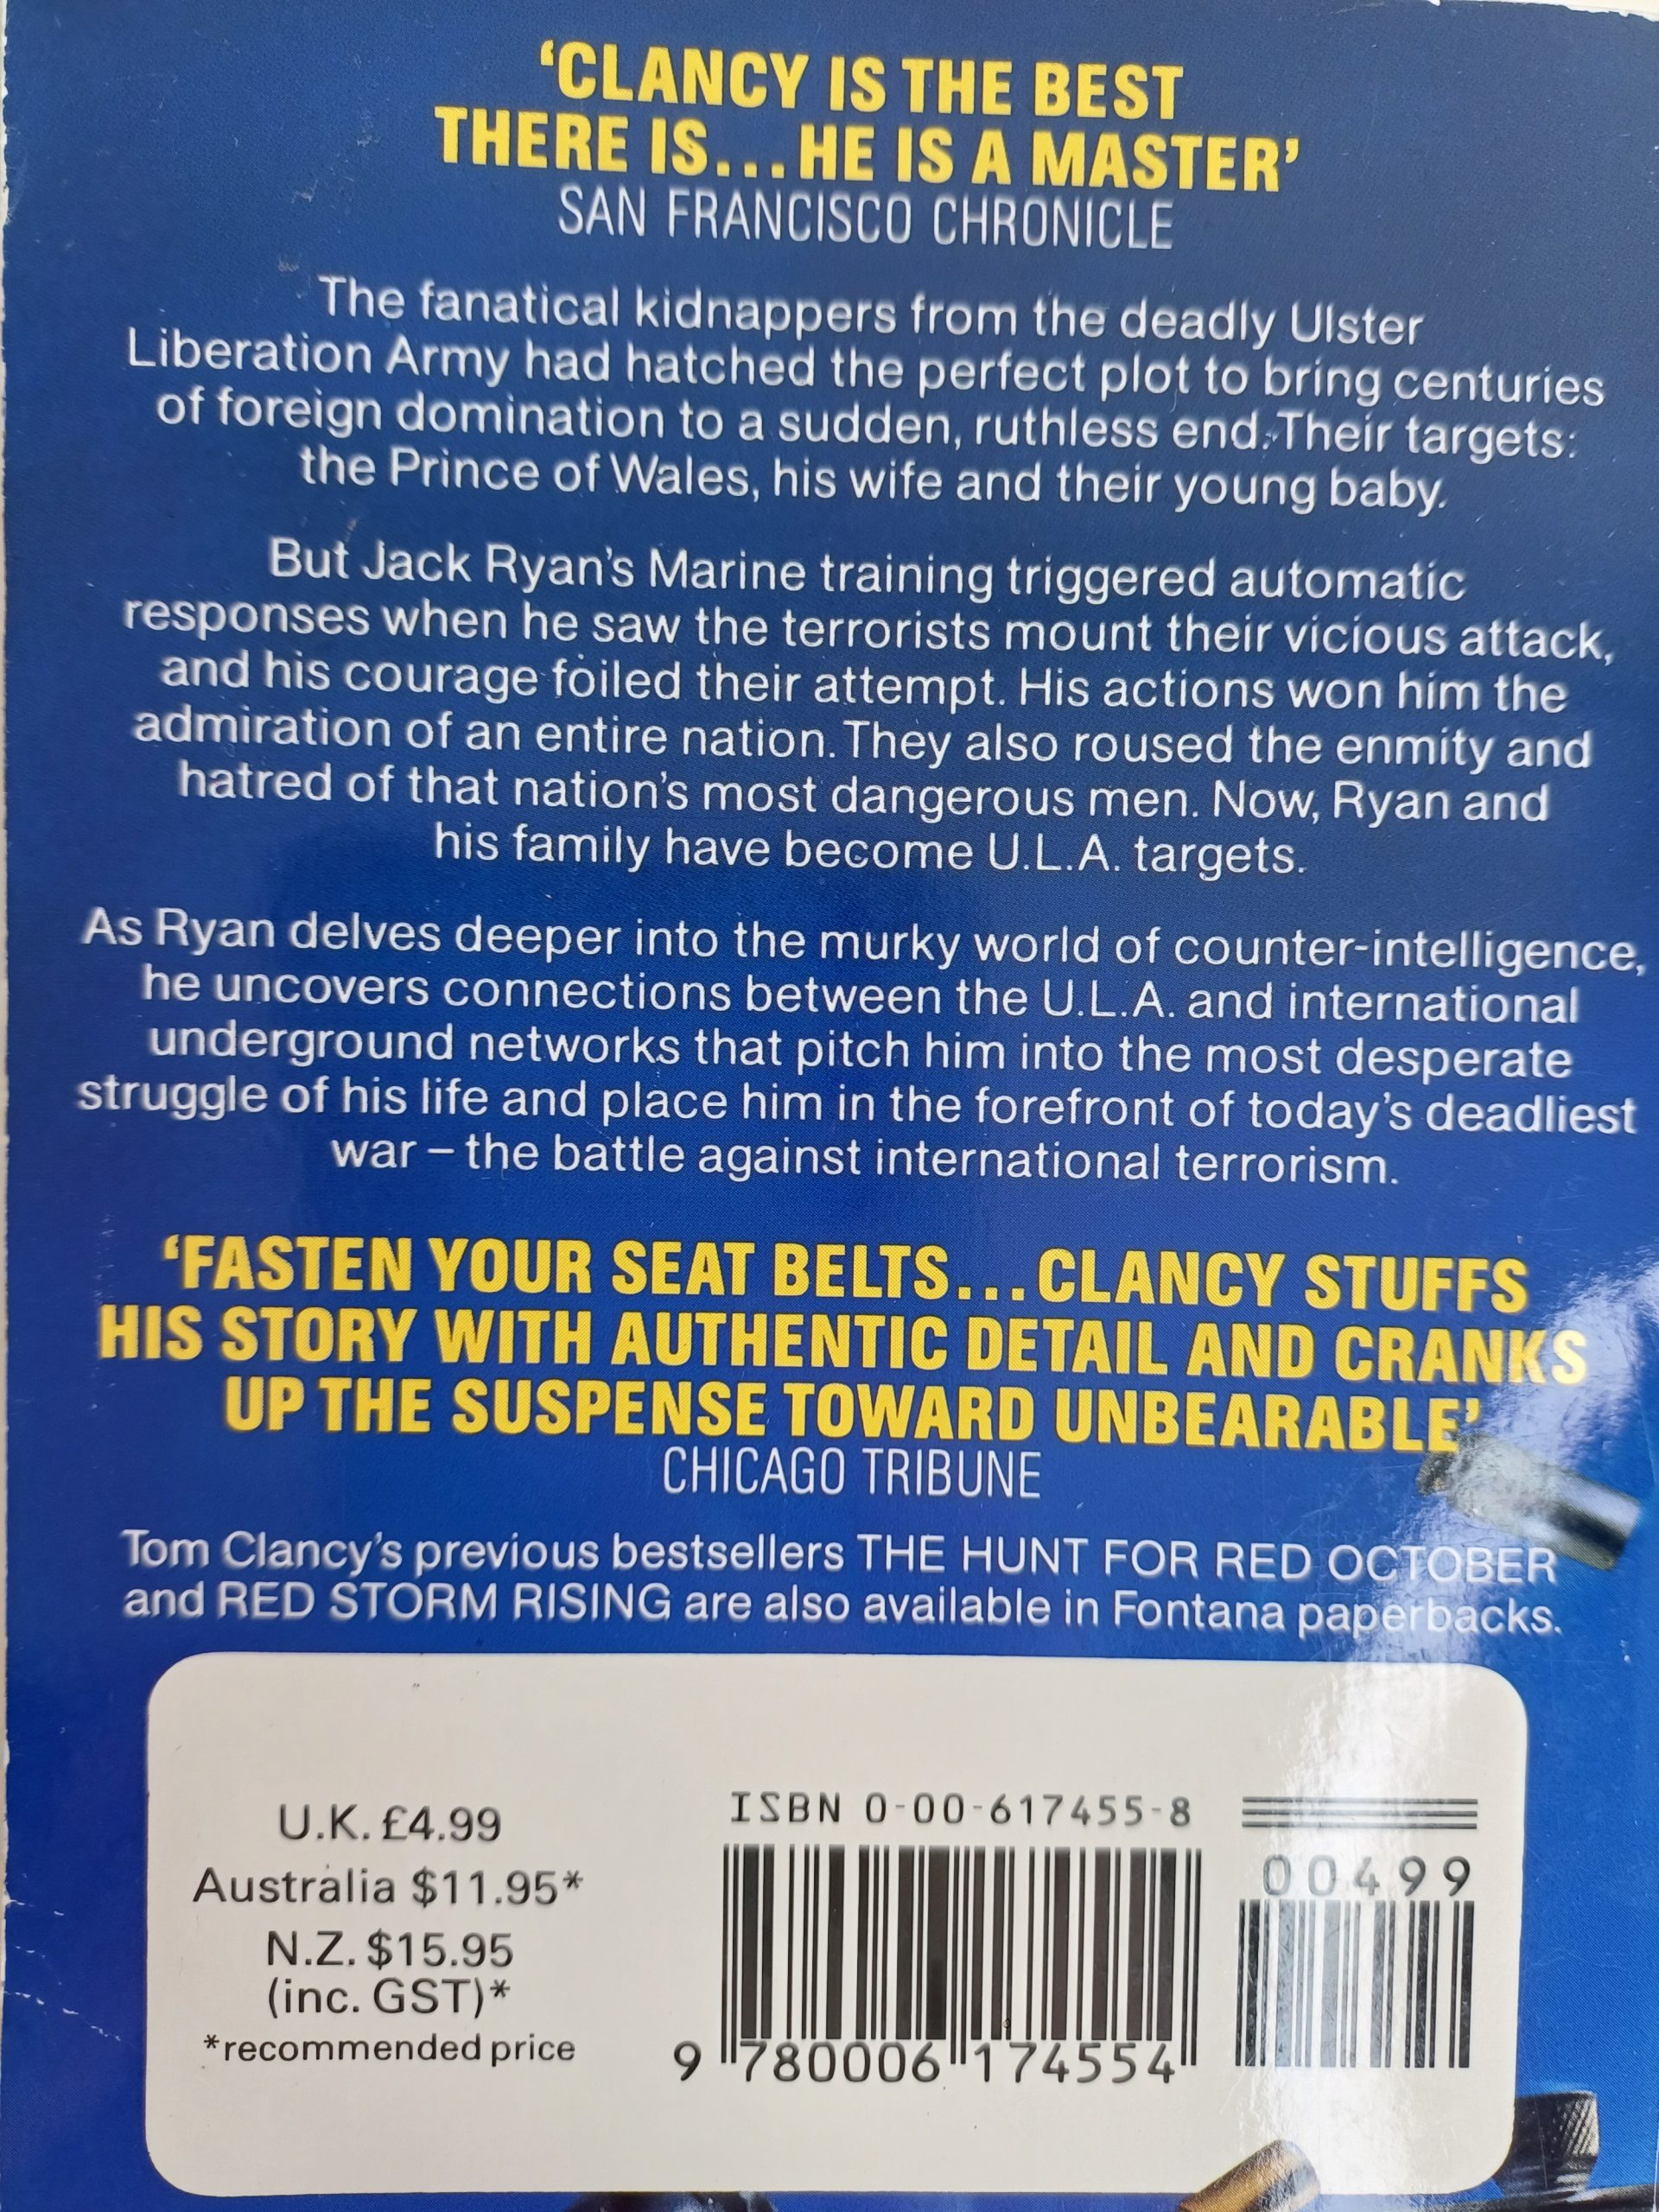 ‘CLANCY IS THE BEST
THERE IS...HE IS A MASTER’
SAN FRANCISCO CHRONICLE
The fanatical kidnappers from the deadly Ulster
Liberation Army had hatched the perfect plot to bring centuries
of foreign domination to a sudden, ruthless end. Their targets:
the Prince of Wales, his wife and their young baby.
But Jack Ryan’s Marine training triggered automatic
responses when he saw the terrorists mount their vicious attack,
and his courage foiled their attempt. His actions won him the
admiration of an entire nation. They also roused the enmity and
hatred of that nation’s most dangerous men. Now, Ryan and
his family have become U.L.A. targets.
As Ryan delves deeper into the murky world of counter-intelligence,
he uncovers connections between the U.L.A. and international
underground networks that pitch him into the most desperate
struggle of his life and place him in the forefront of today’s deadliest
war – the battle against international terrorism.
‘FASTEN YOUR SEAT BELTS...CLANCY STUFFS
HIS STORY WITH AUTHENTIC DETAIL AND CRANKS
UP THE SUSPENSE TOWARD UNBEARABLE’
CHICAGO TRIBUNE
Tom Clancy’s previous bestsellers THE HUNT FOR RED OCTOBER
and RED STORM RISING are also available in Fontana paperbacks.
U.K. £4.99
Australia $11.95*
N.Z. $15.95
(inc. GST)*
*recommended price
ISBN 0-00-617455-8
00499
9 780006 174554